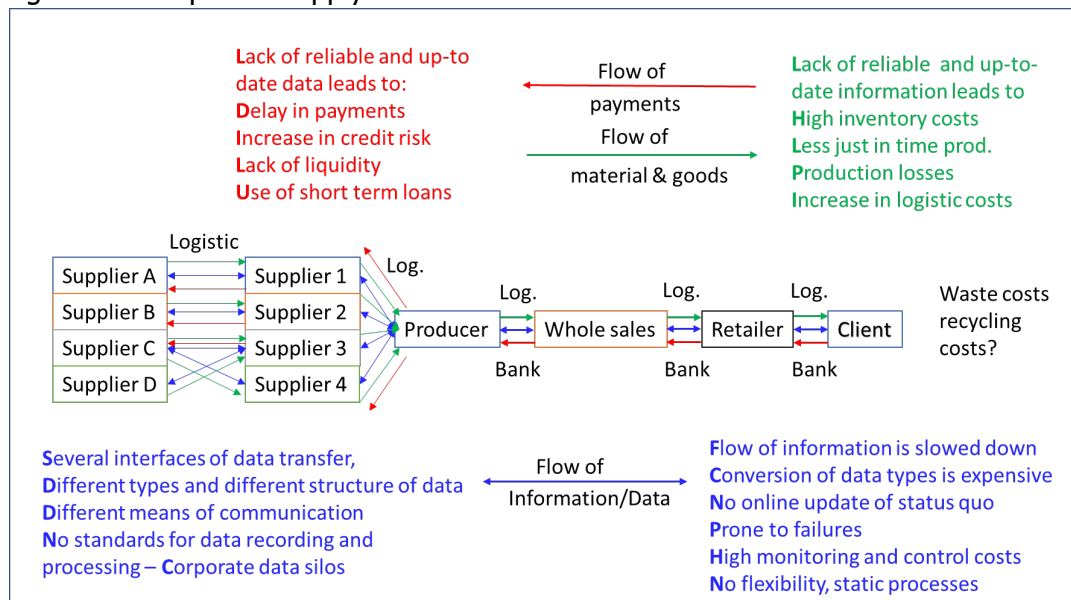 Lack of reliable and up-to
date data leads to:
Delay in payments
Increase in credit risk
Lack of liquidity
Use of short term loans
Flow of
payments
Flow of
material & goods
Lack of reliable and up-to-
date information leads to
High inventory costs
Less just in time prod.
Production losses
Increase in logistic costs
Logistic
Supplier A
Supplier B
Supplier C
Supplier D
Supplier 1
Supplier 2
Supplier 3
Supplier 4
Log.
Producer
Log.
Bank
Whole sales
Log.
Bank
Retailer
Log.
Bank
Client
Waste costs
recycling
costs?
Several interfaces of data transfer,
Different types and different structure of data
Different means of communication
No standards for data recording and
processing – Corporate data silos
Flow of
Information/Data
Flow of information is slowed down
Conversion of data types is expensive
No online update of status quo
Prone to failures
High monitoring and control costs
No flexibility, static processes